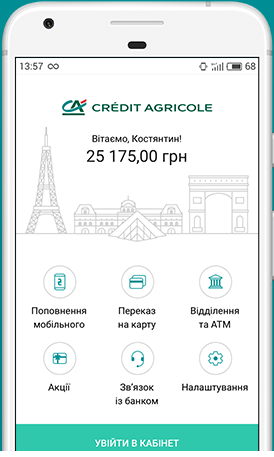 13:57 68
CA CRÉDIT AGRICOLE
Вітаємо, Костянтин!
25 175,00 грн
Поповнення
мобільного
Переказ
на карту
Відділення
та АТМ
Акції
Зв'язок
із банком
Налаштування
УВІЙТИ В КАБІНЕТ